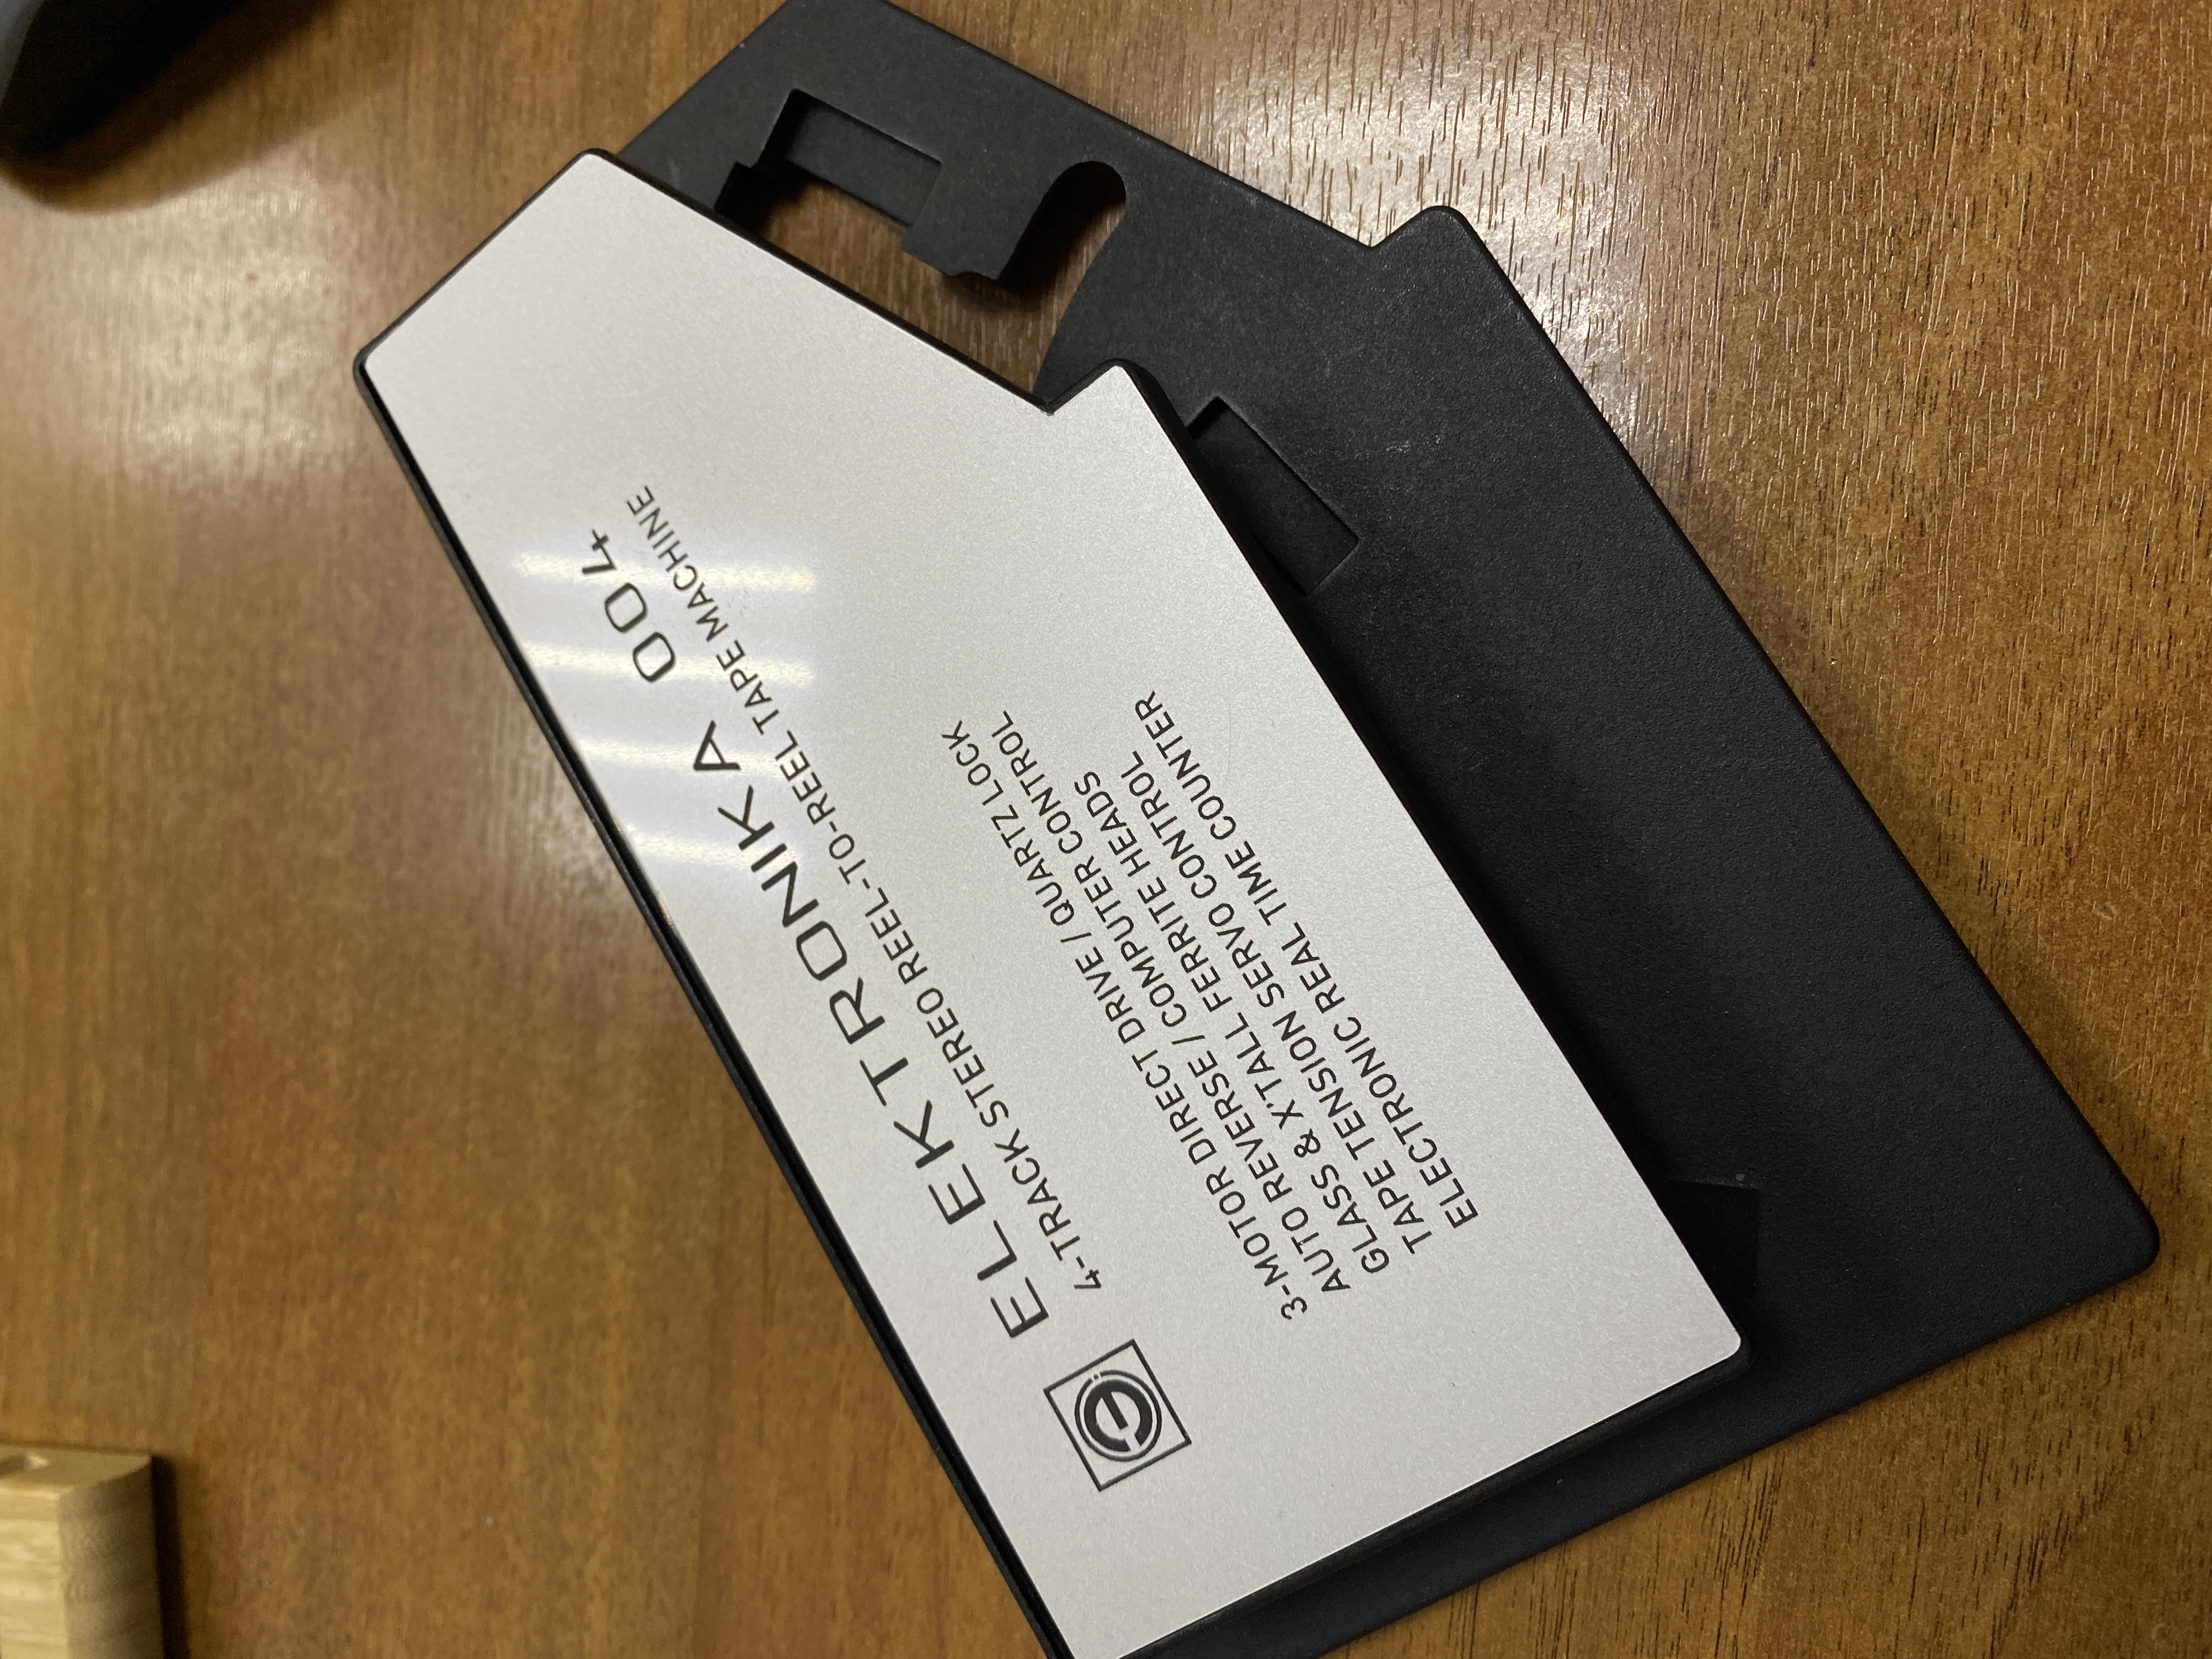 e
ELEKTRONIKA 004
4-TRACK STEREO REEL-TO-REEL TAPE MACHINE
3-MOTOR DIRECT DRIVE / QUARTZ LOCK
AUTO REVERSE / COMPUTER CONTROL
GLASS & X'TALL FERRITE HEADS
TAPE TENSION SERVO CONTROL
ELECTRONIC REAL TIME COUNTER